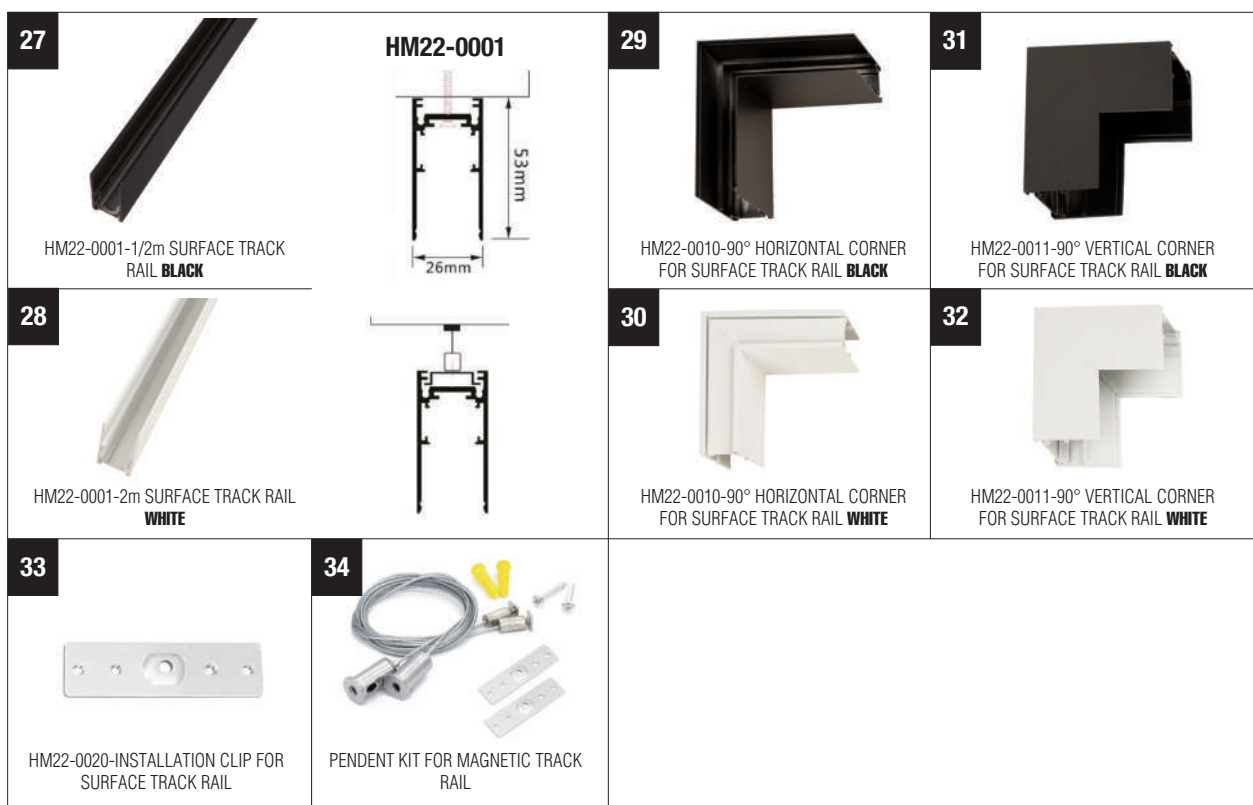 27
HM22-0001
53mm
26mm
HM22-0001-1/2m SURFACE TRACK
RAIL BLACK
29
HM22-0010-90° HORIZONTAL CORNER
FOR SURFACE TRACK RAIL BLACK
31
HM22-0011-90° VERTICAL CORNER
FOR SURFACE TRACK RAIL BLACK
28
HM22-0001-2m SURFACE TRACK RAIL
WHITE
30
HM22-0010-90° HORIZONTAL CORNER
FOR SURFACE TRACK RAIL WHITE
32
HM22-0011-90° VERTICAL CORNER
FOR SURFACE TRACK RAIL WHITE
33
HM22-0020-INSTALLATION CLIP FOR
SURFACE TRACK RAIL
34
PENDENT KIT FOR MAGNETIC TRACK
RAIL